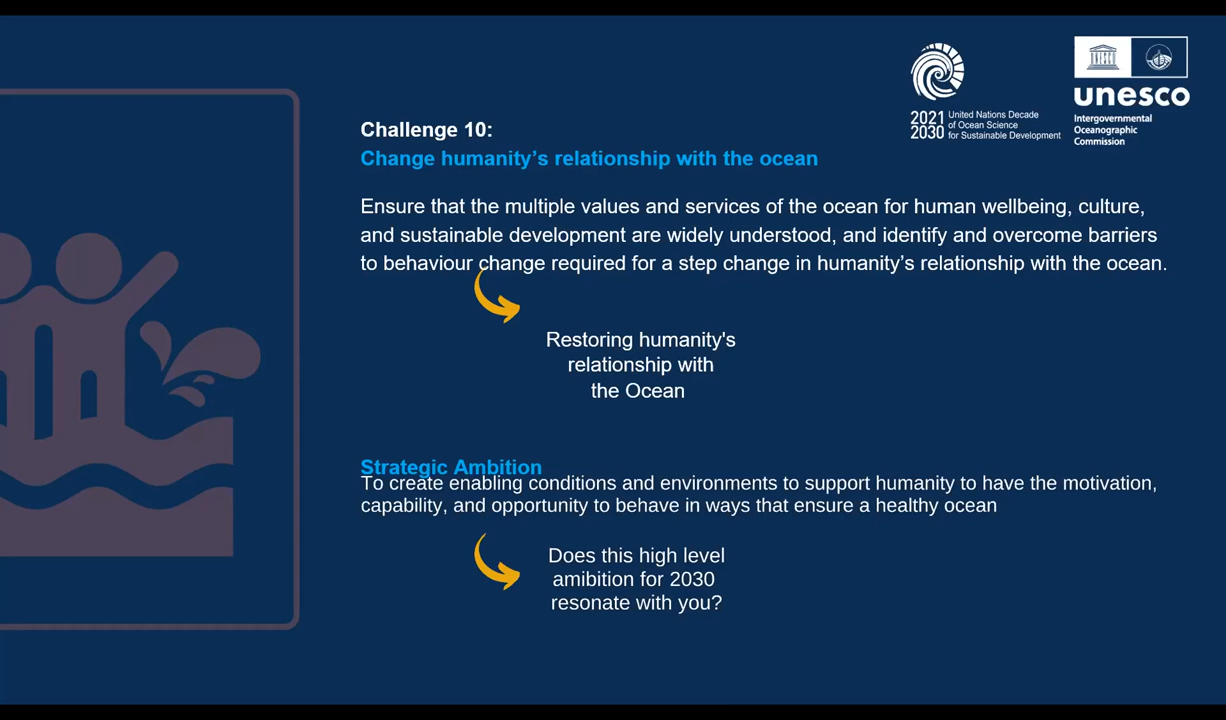 2021
2030
United Nations Decade
of Ocean Science
for Sustainable Development
unesco
Intergovernmental
Oceanographic
Commission
Challenge 10:
Change humanity’s relationship with the ocean
Ensure that the multiple values and services of the ocean for human wellbeing, culture,
and sustainable development are widely understood, and identify and overcome barriers
to behaviour change required for a step change in humanity’s relationship with the ocean.
Restoring humanity's
relationship with
the Ocean
Strategic Ambition
To create enabling conditions and environments to support humanity to have the motivation,
capability, and opportunity to behave in ways that ensure a healthy ocean
Does this high level
amibition for 2030
resonate with you?